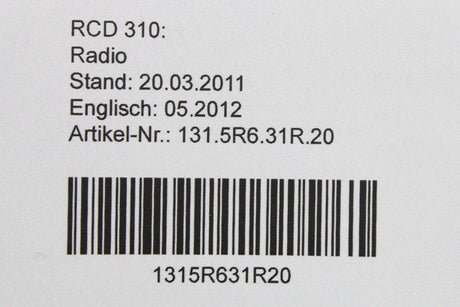 RCD 310:
Radio
Stand: 20.03.2011
Englisch: 05.2012
Artikel-Nr.: 131.5R6.31R.20
1315R631R20